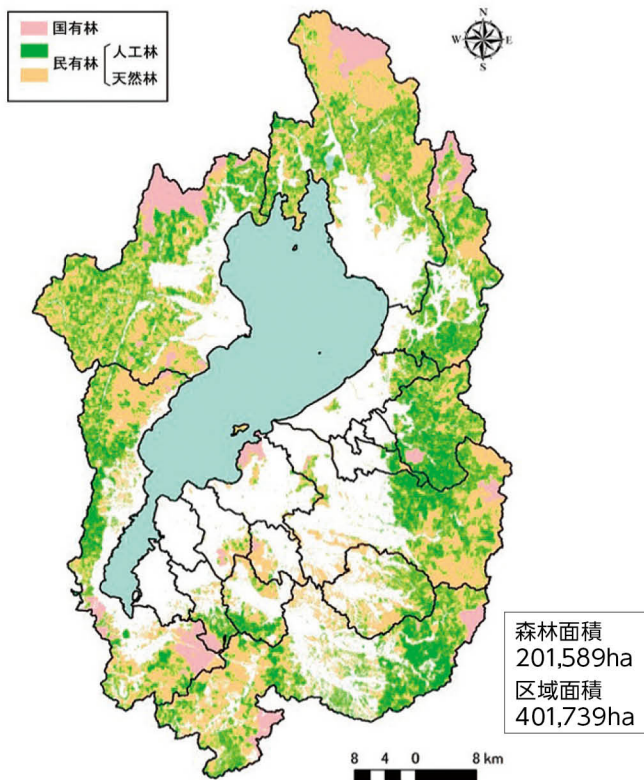 国有林
民有林 人工林
天然林
N
W E
S
森林面積
201,589ha
区域面積
401,739ha
8 4 0 8 km